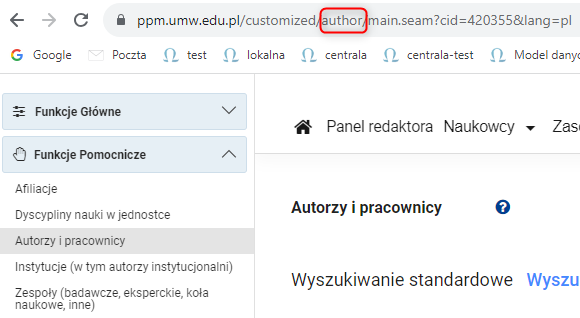 ppm.umw.edu.pl/customized/author/main.seam?cid=420355&lang=pl
Google test lokalna centrala centrala-test Model danyc
Funkcje Główne
Funkcje Pomocnicze
Afiliacje
Dyscypliny nauki w jednostce
Autorzy i pracownicy
Instytucje (w tym autorzy instytucjonalni)
Zespoły (badawcze, eksperckie, koła
naukowe, inne)
Panel redaktora Naukowcy Zaso
Autorzy i pracownicy ?
Wyszukiwanie standardowe Wyszu